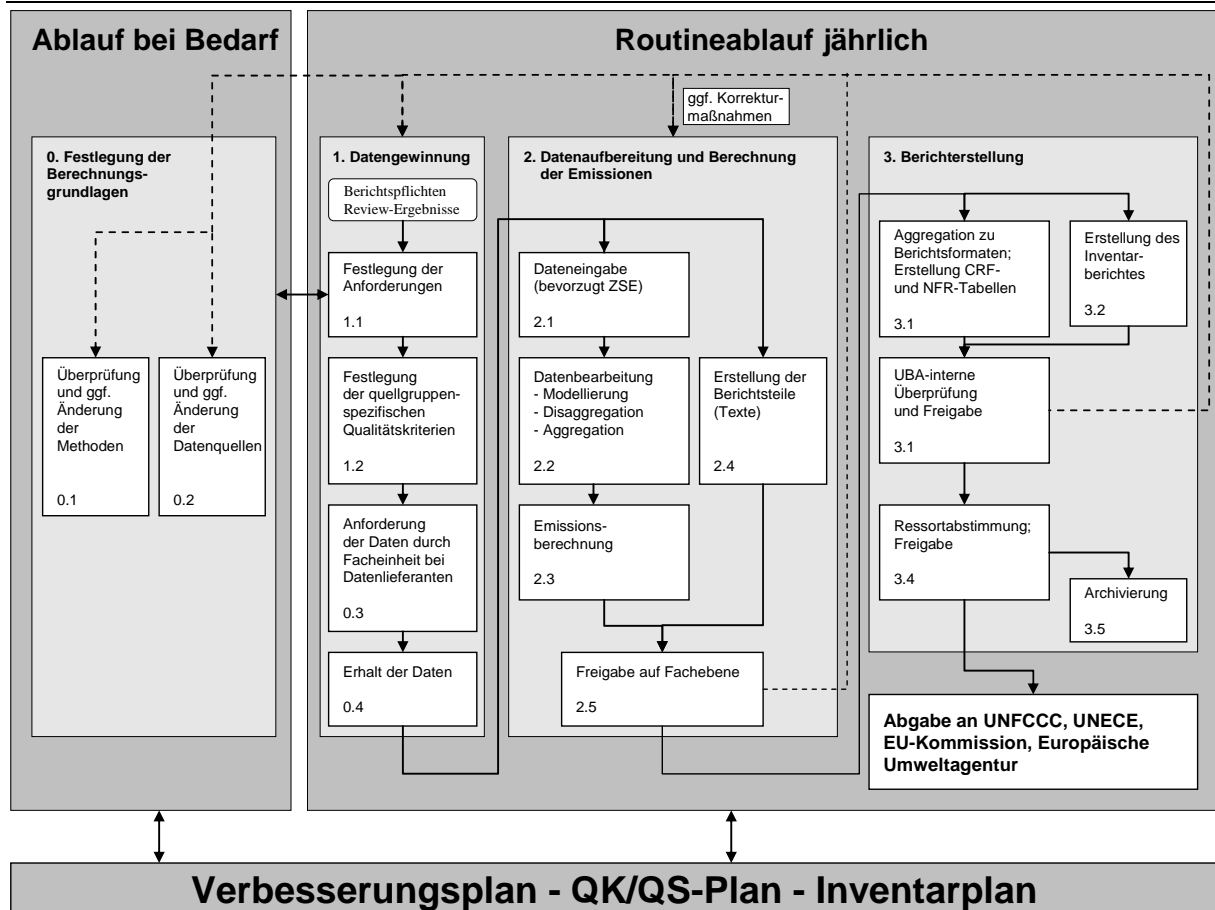 Ablauf bei Bedarf
Routineablauf jährlich
ggf. Korrektur-
maßnahmen
0. Festlegung der
Berechnungs-
grundlagen
Überprüfung
und ggf.
Änderung
der
Methoden
0.1
Überprüfung
und ggf.
Änderung
der
Datenquellen
0.2
1. Datengewinnung
Berichtspflichten
Review-Ergebnisse
Festlegung der
Anforderungen
1.1
Festlegung
der quellgruppen-
spezifischen
Qualitätskriterien
1.2
Anforderung
der Daten durch
Facheinheit bei
Datenlieferanten
0.3
Erhalt der Daten
0.4
2. Datenaufbereitung und Berechnung
der Emissionen
Dateneingabe
(bevorzugt ZSE)
2.1
Datenbearbeitung
- Modellierung
- Disaggregation
- Aggregation
2.2
Emissions-
berechnung
2.3
Erstellung der
Berichtsteile
(Texte)
2.4
Freigabe auf Fachebene
2.5
3. Berichterstellung
Aggregation zu
Berichtsformaten;
Erstellung CRF-
und NFR-Tabellen
3.1
Erstellung des
Inventar-
berichtes
3.2
UBA-interne
Überprüfung
und Freigabe
3.1
Ressortabstimmung;
Freigabe
3.4
Archivierung
3.5
Abgabe an UNFCCC, UNECE,
EU-Kommission, Europäische
Umweltagentur
Verbesserungsplan - QK/QS-Plan - Inventarplan